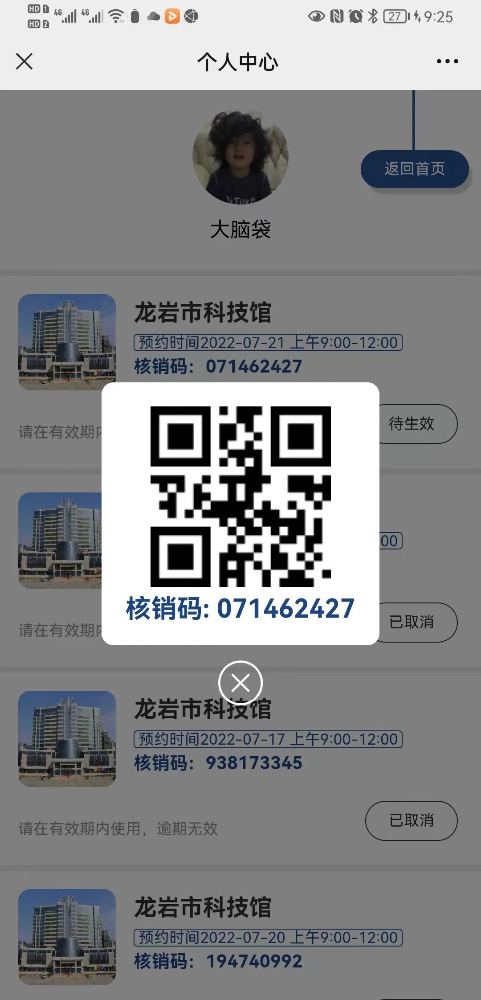 HD 1 4G 4G 27 9:25
HD 2
个人中心
返回首页
大脑袋
龙岩市科技馆
预约时间2022-07-21 上午9:00-12:00
核销码：071462427
请在有效期内
待生效
00
核销码: 071462427
请在有效期内
已取消
龙岩市科技馆
预约时间2022-07-17 上午9:00-12:00
核销码：938173345
请在有效期内使用，逾期无效
已取消
龙岩市科技馆
预约时间2022-07-20 上午9:00-12:00
核销码：194740992